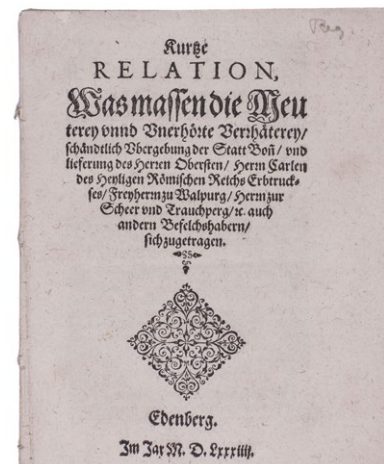 Kurtze
RELATION,
Was massen die Meu
terey vnnd Vnerhörte Verrhäterey/
schändtlich Vbergebung der Statt Boñ/ vnd
lieferung des Herren Obersten/ Herrn Carlen
des Heyligen Römischen Reichs Erbtruck-
ses/ Freyherrn zu Walpurg/ Herrn zur
Scheer vnd Trauchperg/ ꝛc. auch
andern Befelchshabern/
sich zugetragen.
Edenberg.
Im Jar M. D. Lxxxiiij.